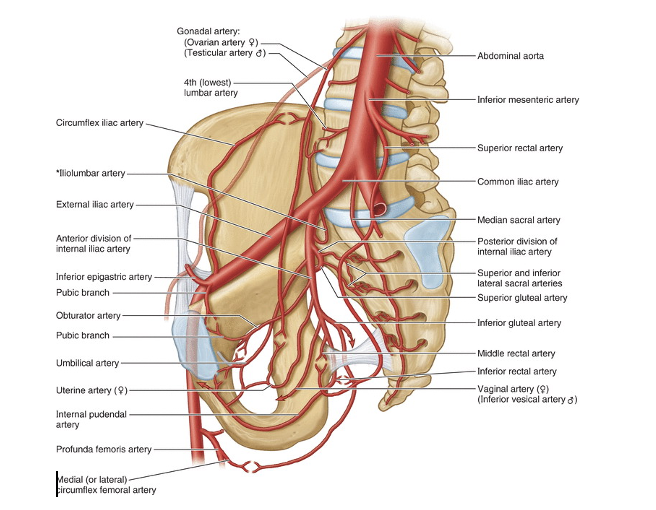 Gonadal artery:
(Ovarian artery ♀)
(Testicular artery ♂)
4th (lowest)
lumbar artery
Circumflex iliac artery
*Iliolumbar artery
External iliac artery
Anterior division of
internal iliac artery
Inferior epigastric artery
Pubic branch
Obturator artery
Pubic branch
Umbilical artery
Uterine artery (♀)
Internal pudendal
artery
Profunda femoris artery
Medial (or lateral)
circumflex femoral artery
Abdominal aorta
Inferior mesenteric artery
Superior rectal artery
Common iliac artery
Median sacral artery
Posterior division of
internal iliac artery
Superior and inferior
lateral sacral arteries
Superior gluteal artery
Inferior gluteal artery
Middle rectal artery
Inferior rectal artery
Vaginal artery (♀)
(Inferior vesical artery ♂)